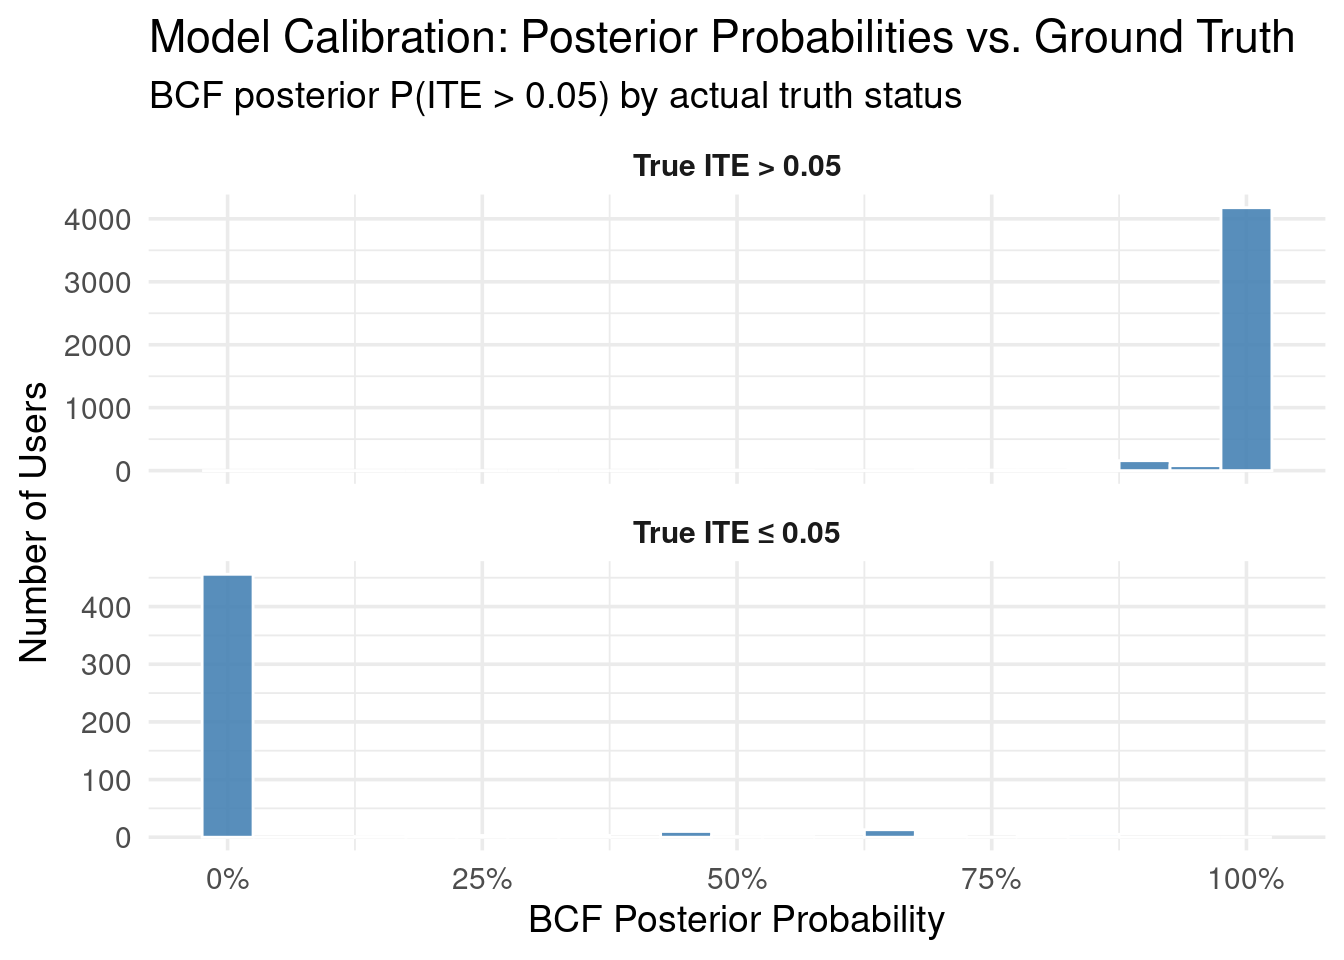 Model Calibration: Posterior Probabilities vs. Ground Truth
BCF posterior P(ITE > 0.05) by actual truth status
True ITE > 0.05
4000
3000
2000
1000
0
True ITE ≤ 0.05
400
300
200
100
0
Number of Users
0% 25% 50% 75% 100%
BCF Posterior Probability